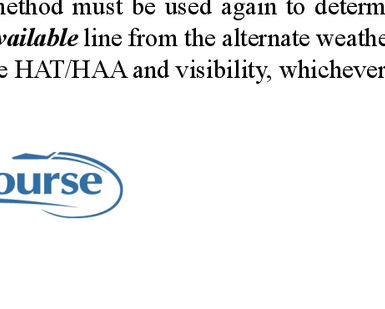 nethod must be used again to determ
vailable line from the alternate weathe
e HAT/HAA and visibility, whichever
ourse